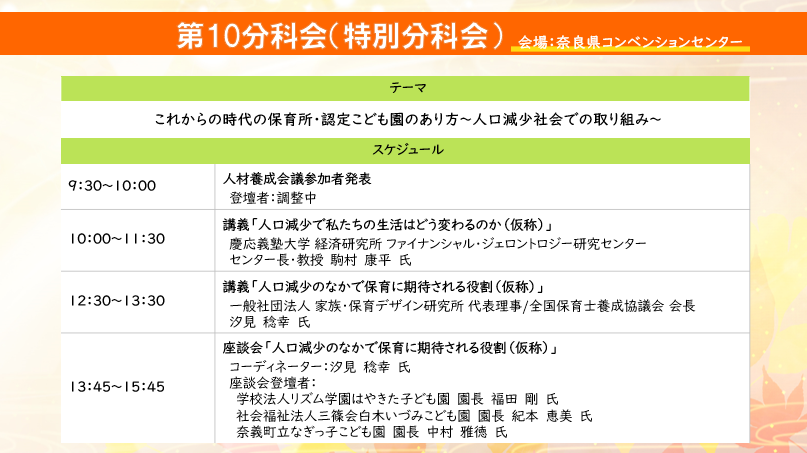 第10分科会(特別分科会) 会場:奈良県コンベンションセンター
テーマ
これからの時代の保育所・認定こども園のあり方～人口減少社会での取り組み～
スケジュール
9:30～10:00
人材養成会議参加者発表
登壇者:調整中
10:00～11:30
講義「人口減少で私たちの生活はどう変わるのか(仮称)」
慶応義塾大学 経済研究所 ファイナンシャル・ジェロントロジー研究センター
センター長・教授 駒村 康平 氏
12:30～13:30
講義「人口減少のなかで保育に期待される役割(仮称)」
一般社団法人 家族・保育デザイン研究所 代表理事/全国保育士養成協議会 会長
汐見 稔幸 氏
13:45～15:45
座談会「人口減少のなかで保育に期待される役割(仮称)」
コーディネーター:汐見 稔幸 氏
座談会登壇者:
学校法人リズム学園はやきた子ども園 園長 福田 剛 氏
社会福祉法人三篠会白木いづみこども園 園長 紀本 恵美 氏
奈義町立なぎっ子こども園 園長 中村 雅徳 氏